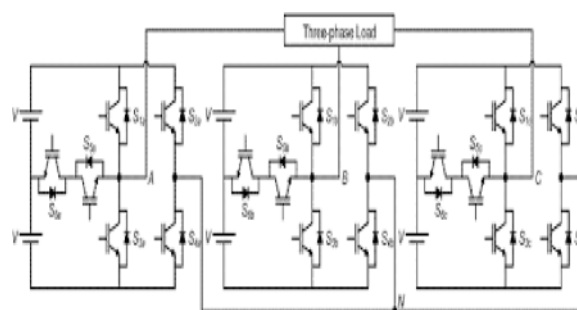 Three-phase Load
V S1a S2a V S1b S2b V S1c S
S5a S5b S5c
A B C
S6a S6b S6c
V S3a S4a V S3b S4b V S3c S
N